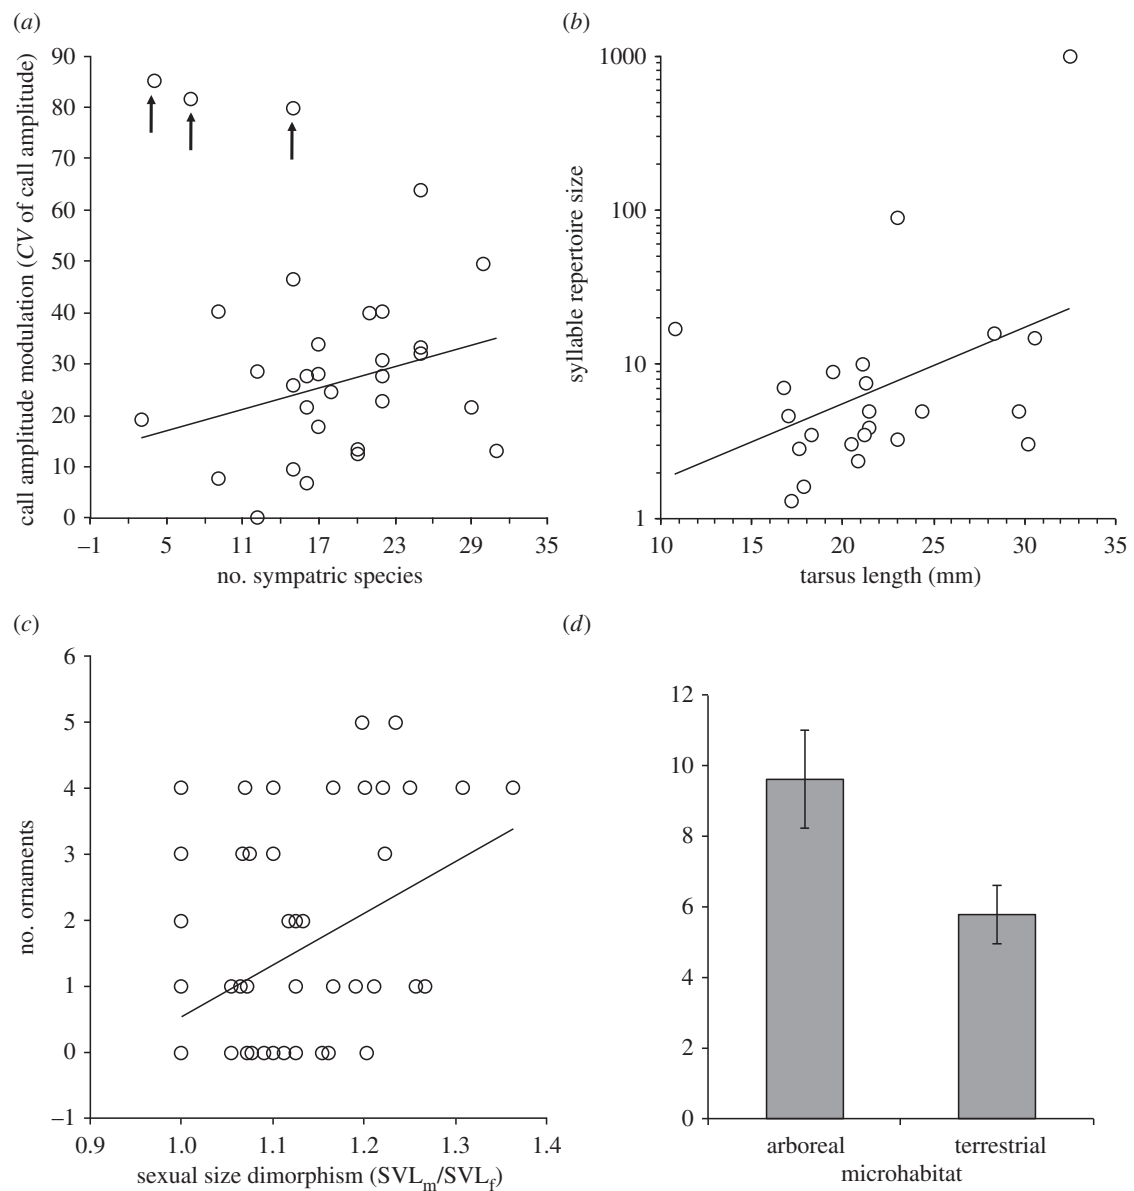 (a)
call amplitude modulation (CV of call amplitude)
90
80
70
60
50
40
30
20
10
0
–1 5 11 17 23 29 35
no. sympatric species
(b)
syllable repertoire size
1000
100
10
1
10 15 20 25 30 35
tarsus length (mm)
(c)
no. ornaments
6
5
4
3
2
1
0
–1
0.9 1.0 1.1 1.2 1.3 1.4
sexual size dimorphism (SVLm/SVLf)
(d)
12
10
8
6
4
2
0
arboreal terrestrial
microhabitat